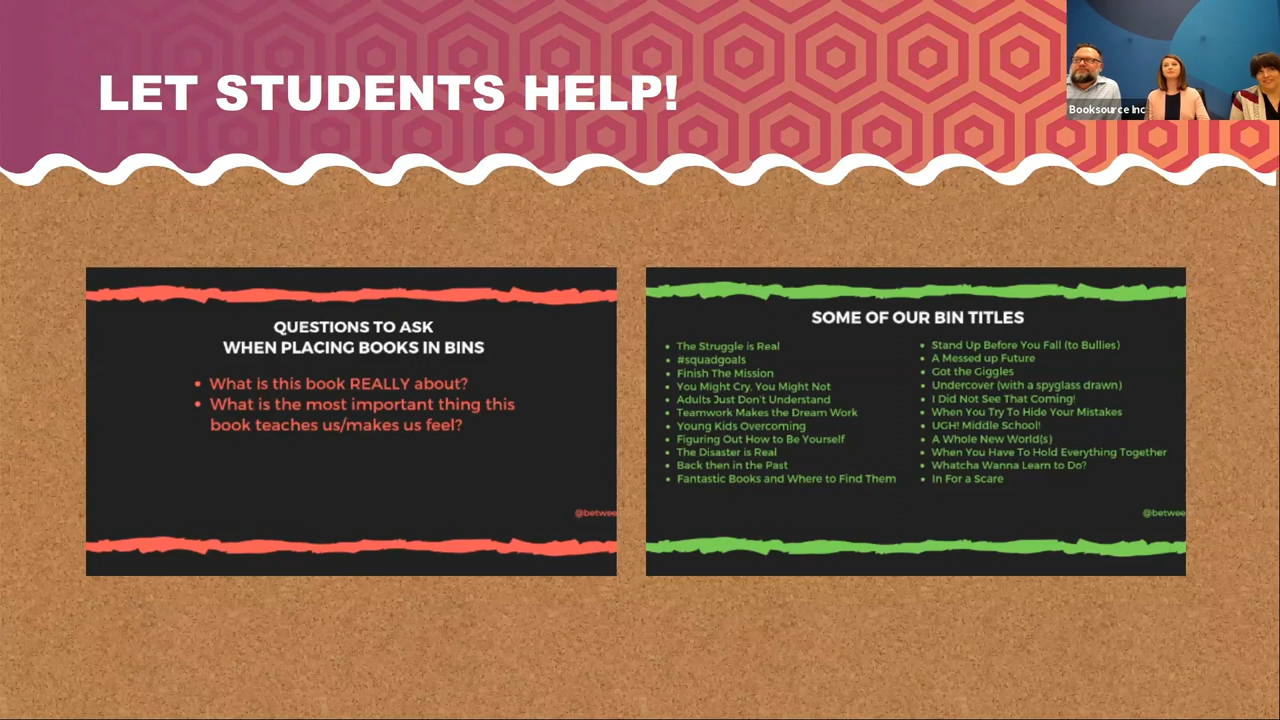 LET STUDENTS HELP!
Booksource Inc
QUESTIONS TO ASK
WHEN PLACING BOOKS IN BINS
• What is this book REALLY about?
• What is the most important thing this
book teaches us/makes us feel?
@betwee
SOME OF OUR BIN TITLES
• The Struggle is Real
• #squadgoals
• Finish The Mission
• You Might Cry, You Might Not
• Adults Just Don't Understand
• Teamwork Makes the Dream Work
• Young Kids Overcoming
• Figuring Out How to Be Yourself
• The Disaster is Real
• Back then in the Past
• Fantastic Books and Where to Find Them
• Stand Up Before You Fall (to Bullies)
• A Messed up Future
• Got the Giggles
• Undercover (with a spyglass drawn)
• I Did Not See That Coming!
• When You Try To Hide Your Mistakes
• UGH! Middle School!
• A Whole New World(s)
• When You Have To Hold Everything Together
• Whatcha Wanna Learn to Do?
• In For a Scare
@betwee